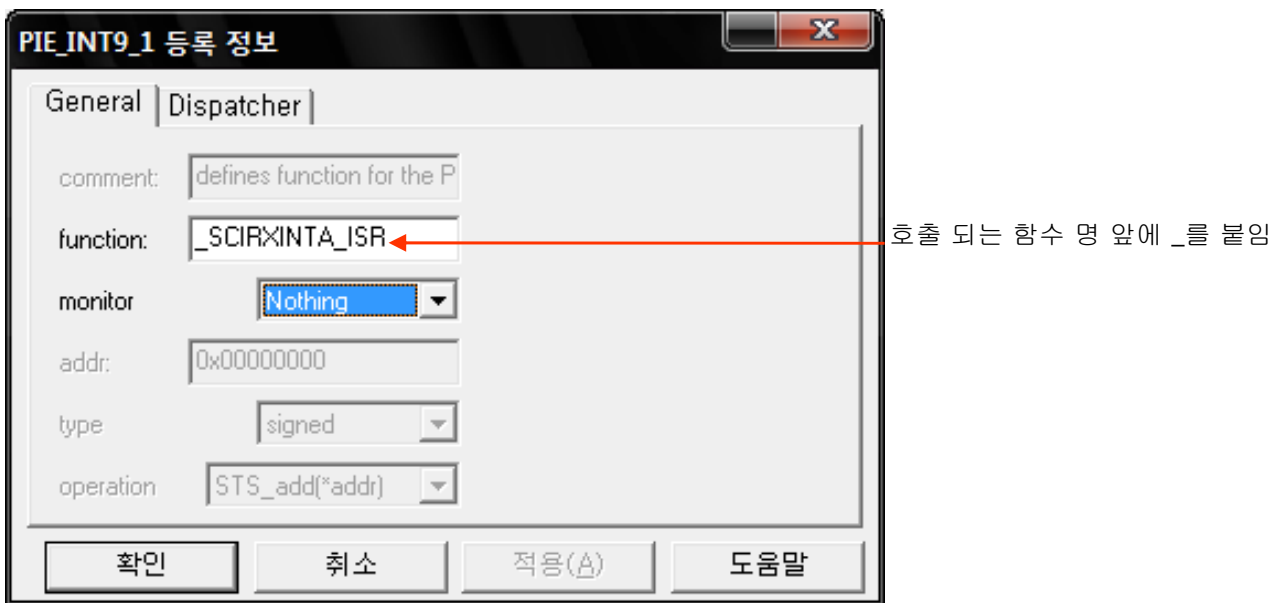 PIE_INT9_1 등록 정보
General Dispatcher
comment: defines function for the P
function: _SCIRXINTA_ISR
호출 되는 함수 명 앞에 _를 붙임
monitor Nothing
addr: 0x00000000
type signed
operation STS_add(*addr)
확인 취소 적용(A) 도움말